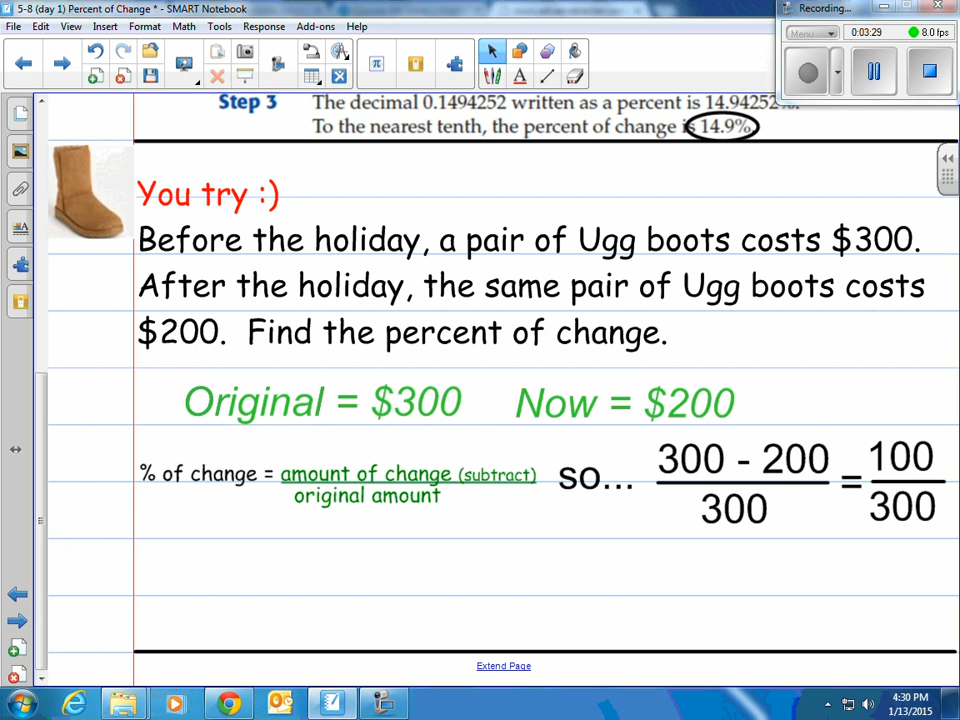 5-8 (day 1) Percent of Change * - SMART Notebook
Recording...
File Edit View Insert Format Math Tools Response Add-ons Help
Menu 0:03:29 8.0 fps
Step 3 The decimal 0.1494252 written as a percent is 14.94252%.
To the nearest tenth, the percent of change is 14.9%.
You try :)
Before the holiday, a pair of Ugg boots costs $300.
After the holiday, the same pair of Ugg boots costs
$200. Find the percent of change.
Original = $300 Now = $200
% of change = amount of change (subtract)
original amount
so...
300 - 200
300
=
100
300
Extend Page
4:30 PM
1/13/2015